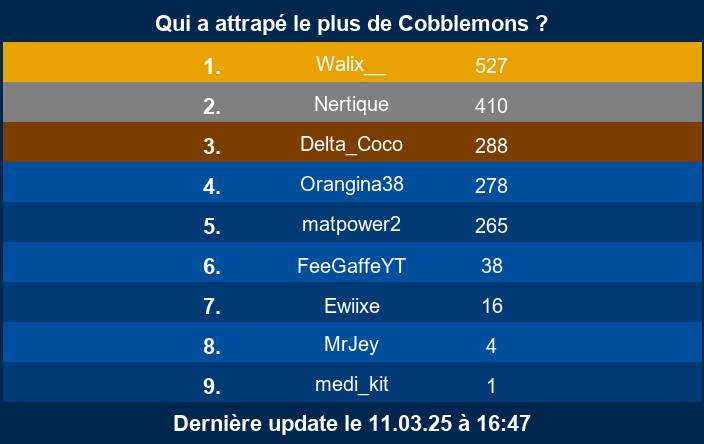 Qui a attrapé le plus de Cobblemons ?
1. Walix__ 527
2. Nertique 410
3. Delta_Coco 288
4. Orangina38 278
5. matpower2 265
6. FeeGaffeYT 38
7. Ewiixe 16
8. MrJey 4
9. medi_kit 1
Dernière update le 11.03.25 à 16:47